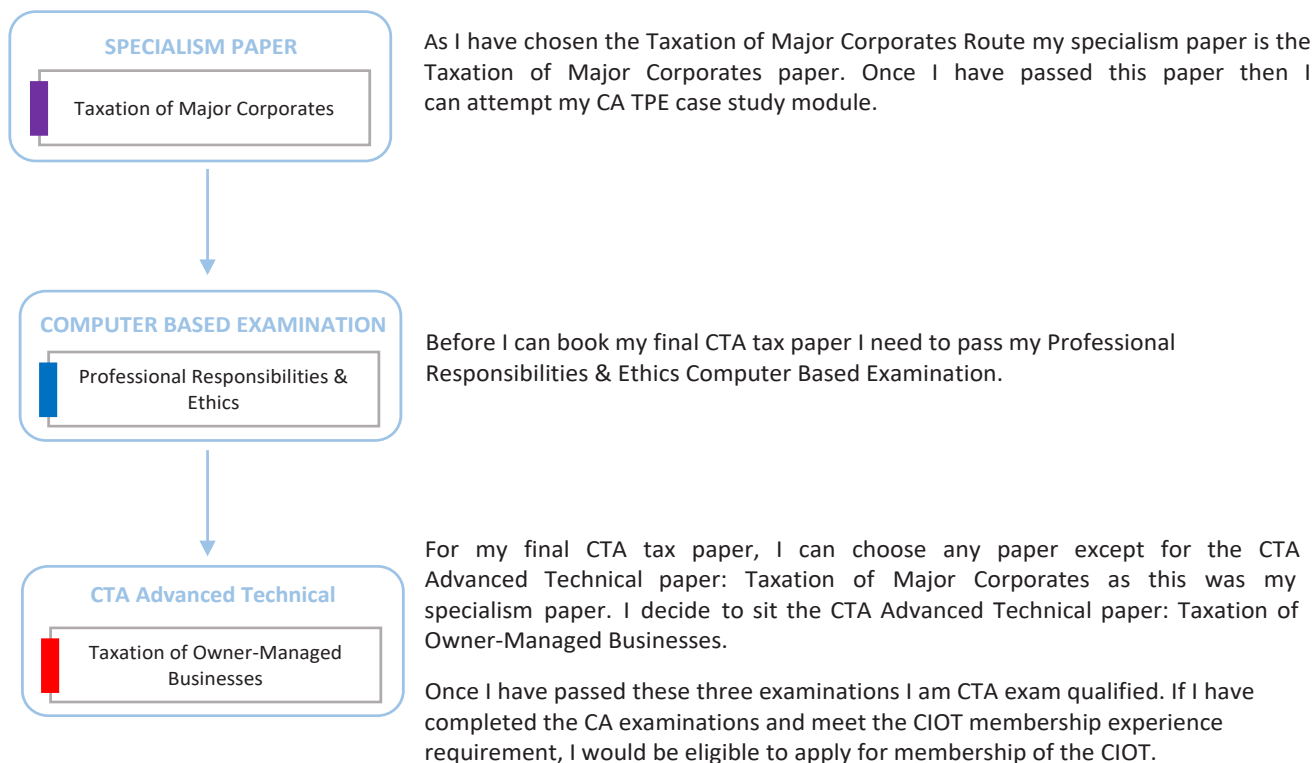 SPECIALISM PAPER
Taxation of Major Corporates
As I have chosen the Taxation of Major Corporates Route my specialism paper is the
Taxation of Major Corporates paper. Once I have passed this paper then I
can attempt my CA TPE case study module.
COMPUTER BASED EXAMINATION
Professional Responsibilities &
Ethics
Before I can book my final CTA tax paper I need to pass my Professional
Responsibilities & Ethics Computer Based Examination.
CTA Advanced Technical
Taxation of Owner-Managed
Businesses
For my final CTA tax paper, I can choose any paper except for the CTA
Advanced Technical paper: Taxation of Major Corporates as this was my
specialism paper. I decide to sit the CTA Advanced Technical paper: Taxation of
Owner-Managed Businesses.
Once I have passed these three examinations I am CTA exam qualified. If I have
completed the CA examinations and meet the CIOT membership experience
requirement, I would be eligible to apply for membership of the CIOT.